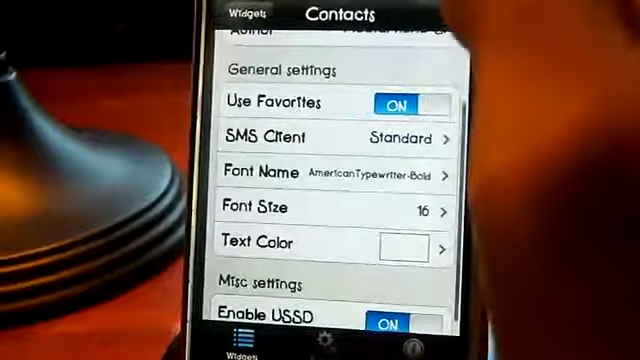 Widgets Contacts
Author
General settings
Use Favorites ON
SMS Client Standard
Font Name AmericanTypewriter-Bold
Font Size 16
Text Color
Misc settings
Enable USSD ON
Widgets